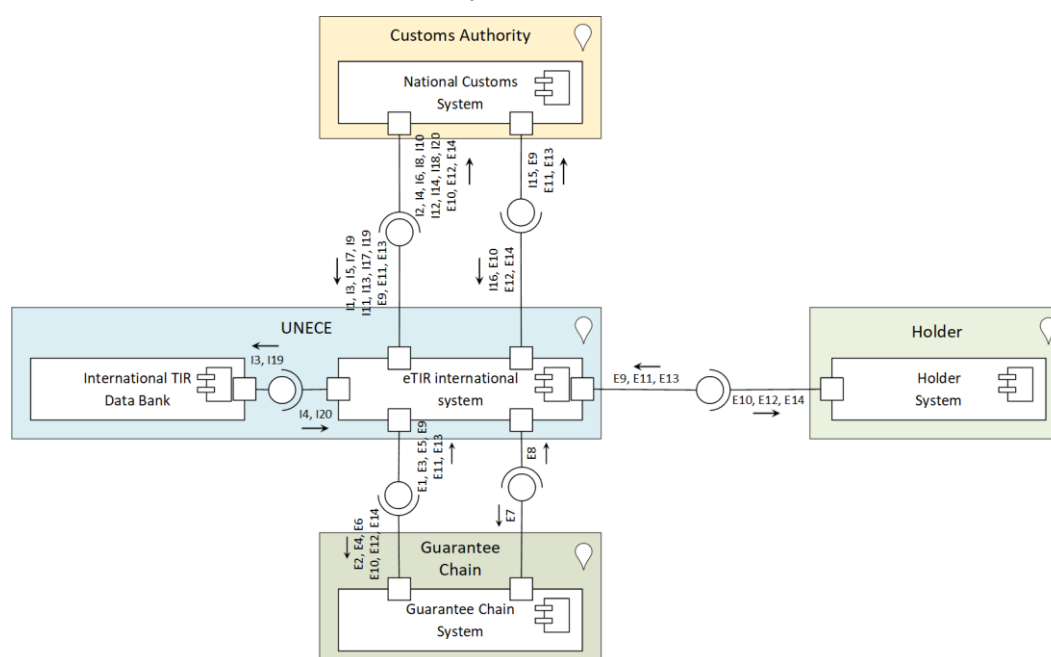 Customs Authority
National Customs
System
I2, I4, I6, I8, I10
I12, I14, I18, I20
E10, E12, E14
I15, E9
E11, E13
I1, I3, I5, I7, I9
I11, I13, I17, I19
E9, E11, E13
I16, E10
E12, E14
UNECE
I3, I19
International TIR
Data Bank
I4, I20
eTIR international
system
E9, E11, E13
E10, E12, E14
Holder
Holder
System
E1, E3, E5, E9
E11, E13
E8
E2, E4, E6
E10, E12, E14
E7
Guarantee
Chain
Guarantee Chain
System